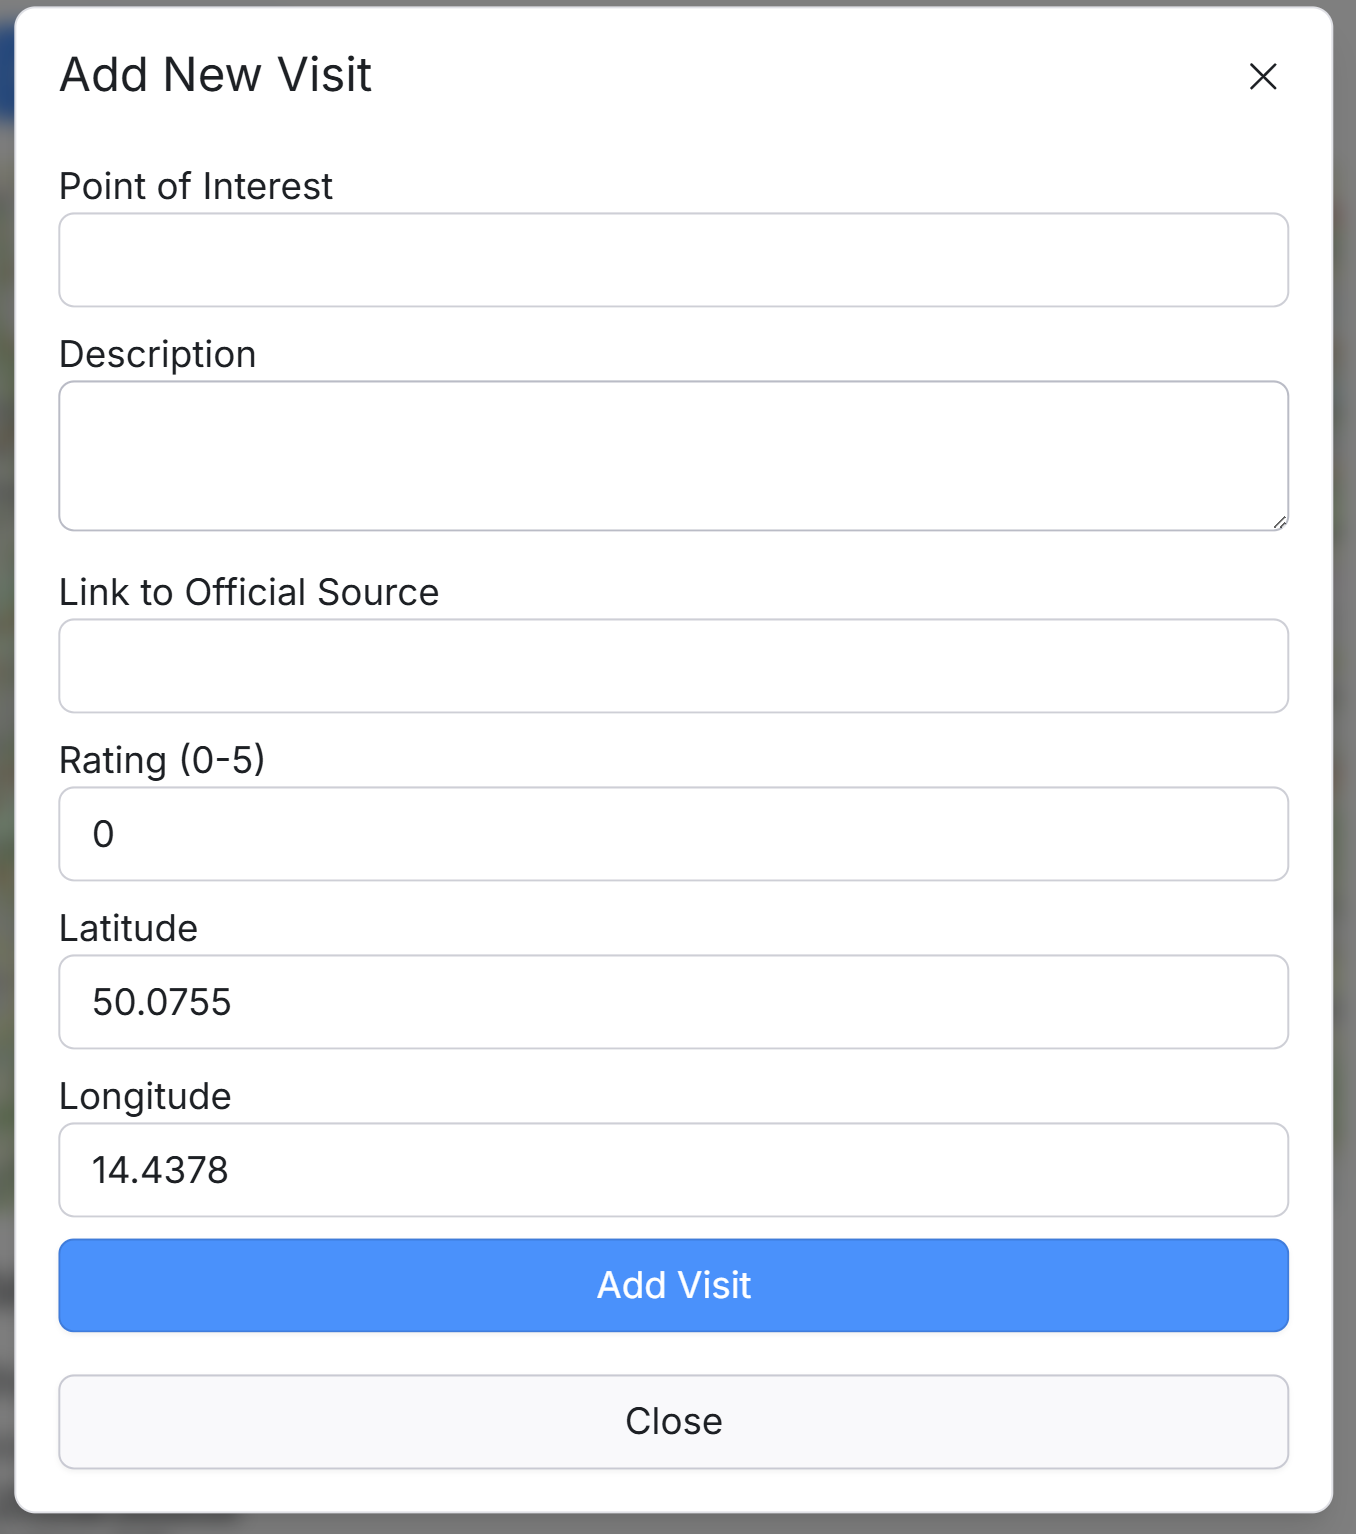 Add New Visit
Point of Interest
Description
Link to Official Source
Rating (0-5)
0
Latitude
50.0755
Longitude
14.4378
Add Visit
Close